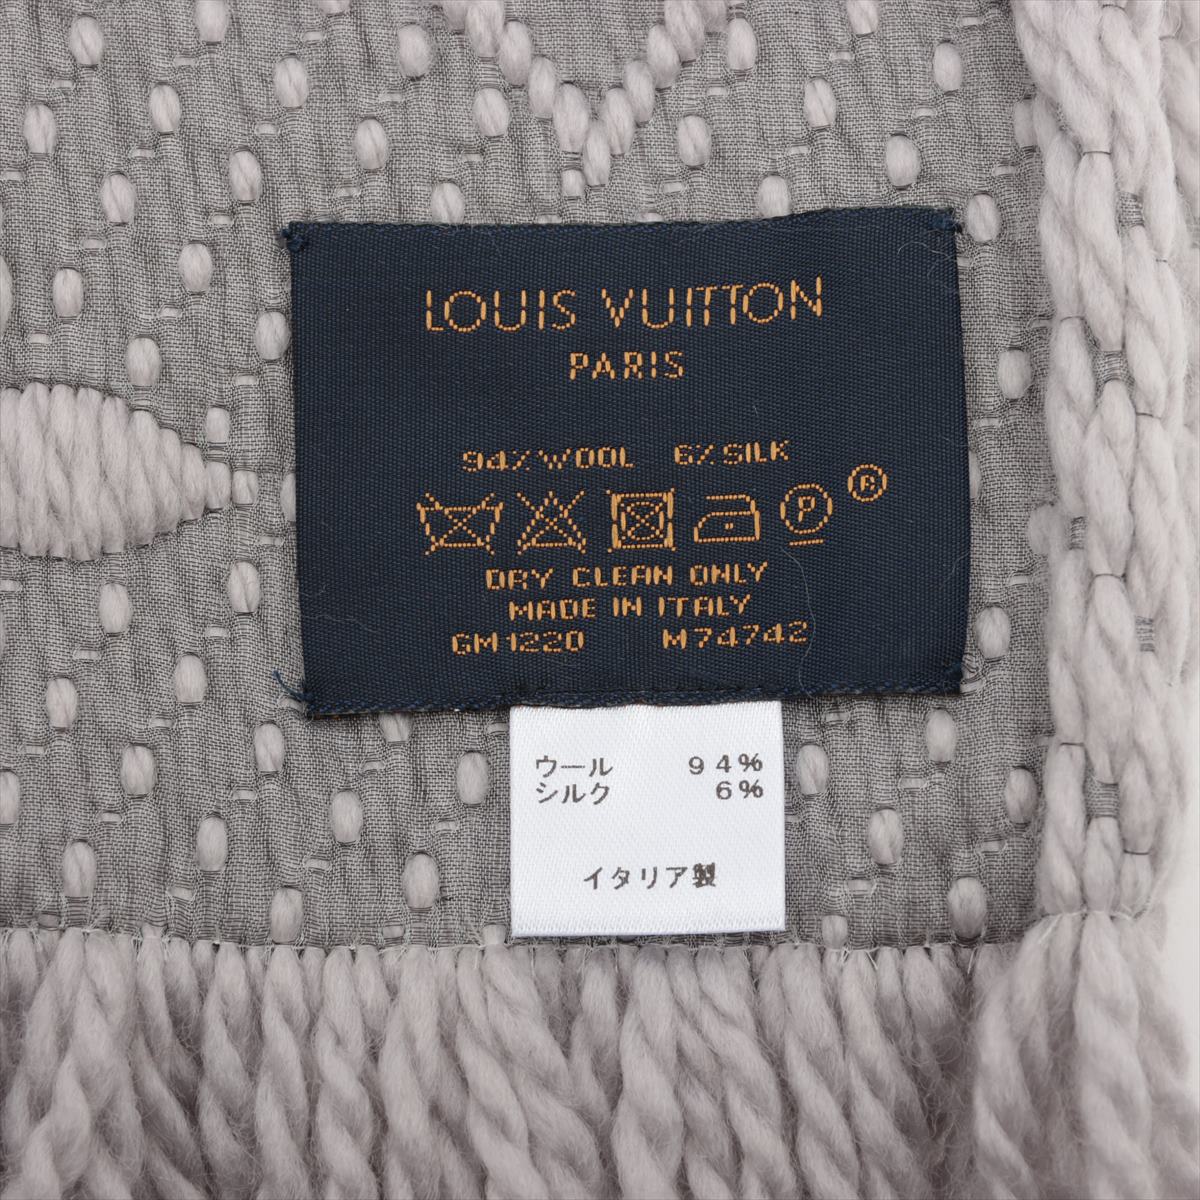 LOUIS VUITTON
PARIS
94% WOOL 6% SILK
P ®
DRY CLEAN ONLY
MADE IN ITALY
GM1220 M74742
ウール 94%
シルク 6%
イタリア製